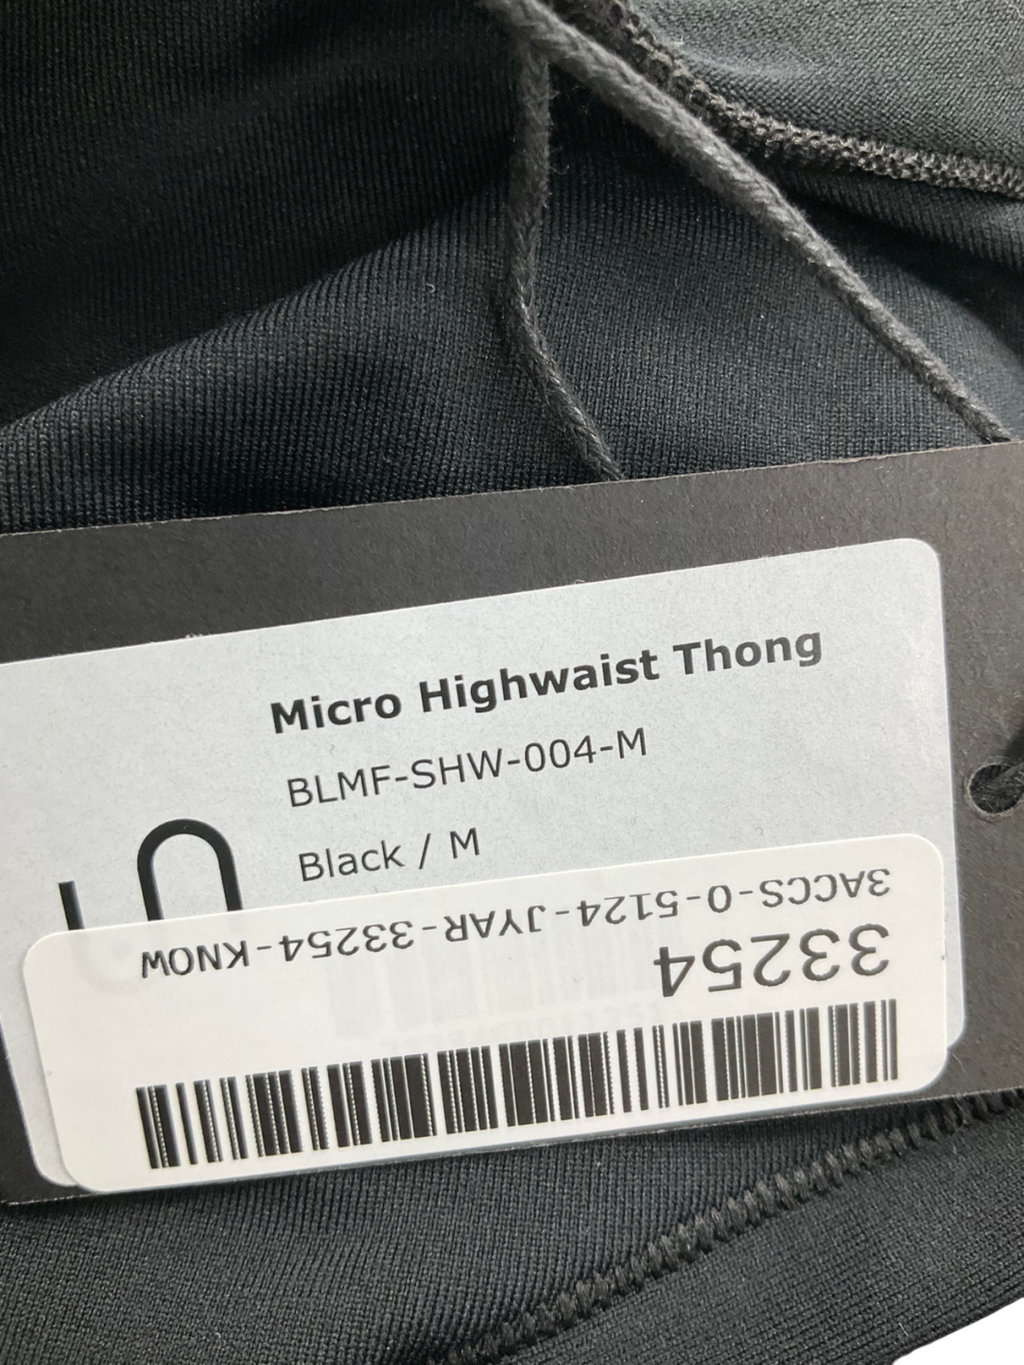 Micro Highwaist Thong
BLMF-SHW-004-M
Black / M
3ACCS-0-5124-JYAR-33254-KNOW
33254